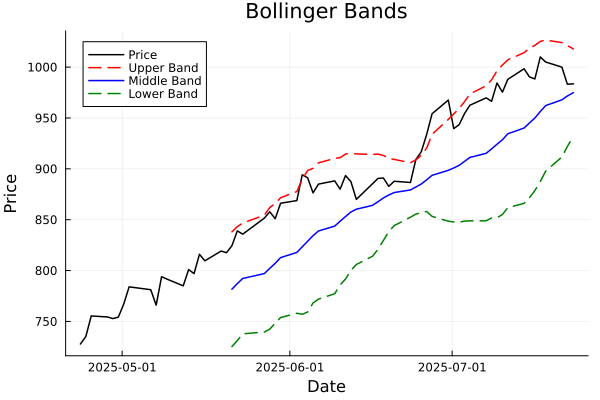 Bollinger Bands
Price
Upper Band
Middle Band
Lower Band
1000
950
900
850
800
750
Price
2025-05-01
2025-06-01
2025-07-01
Date